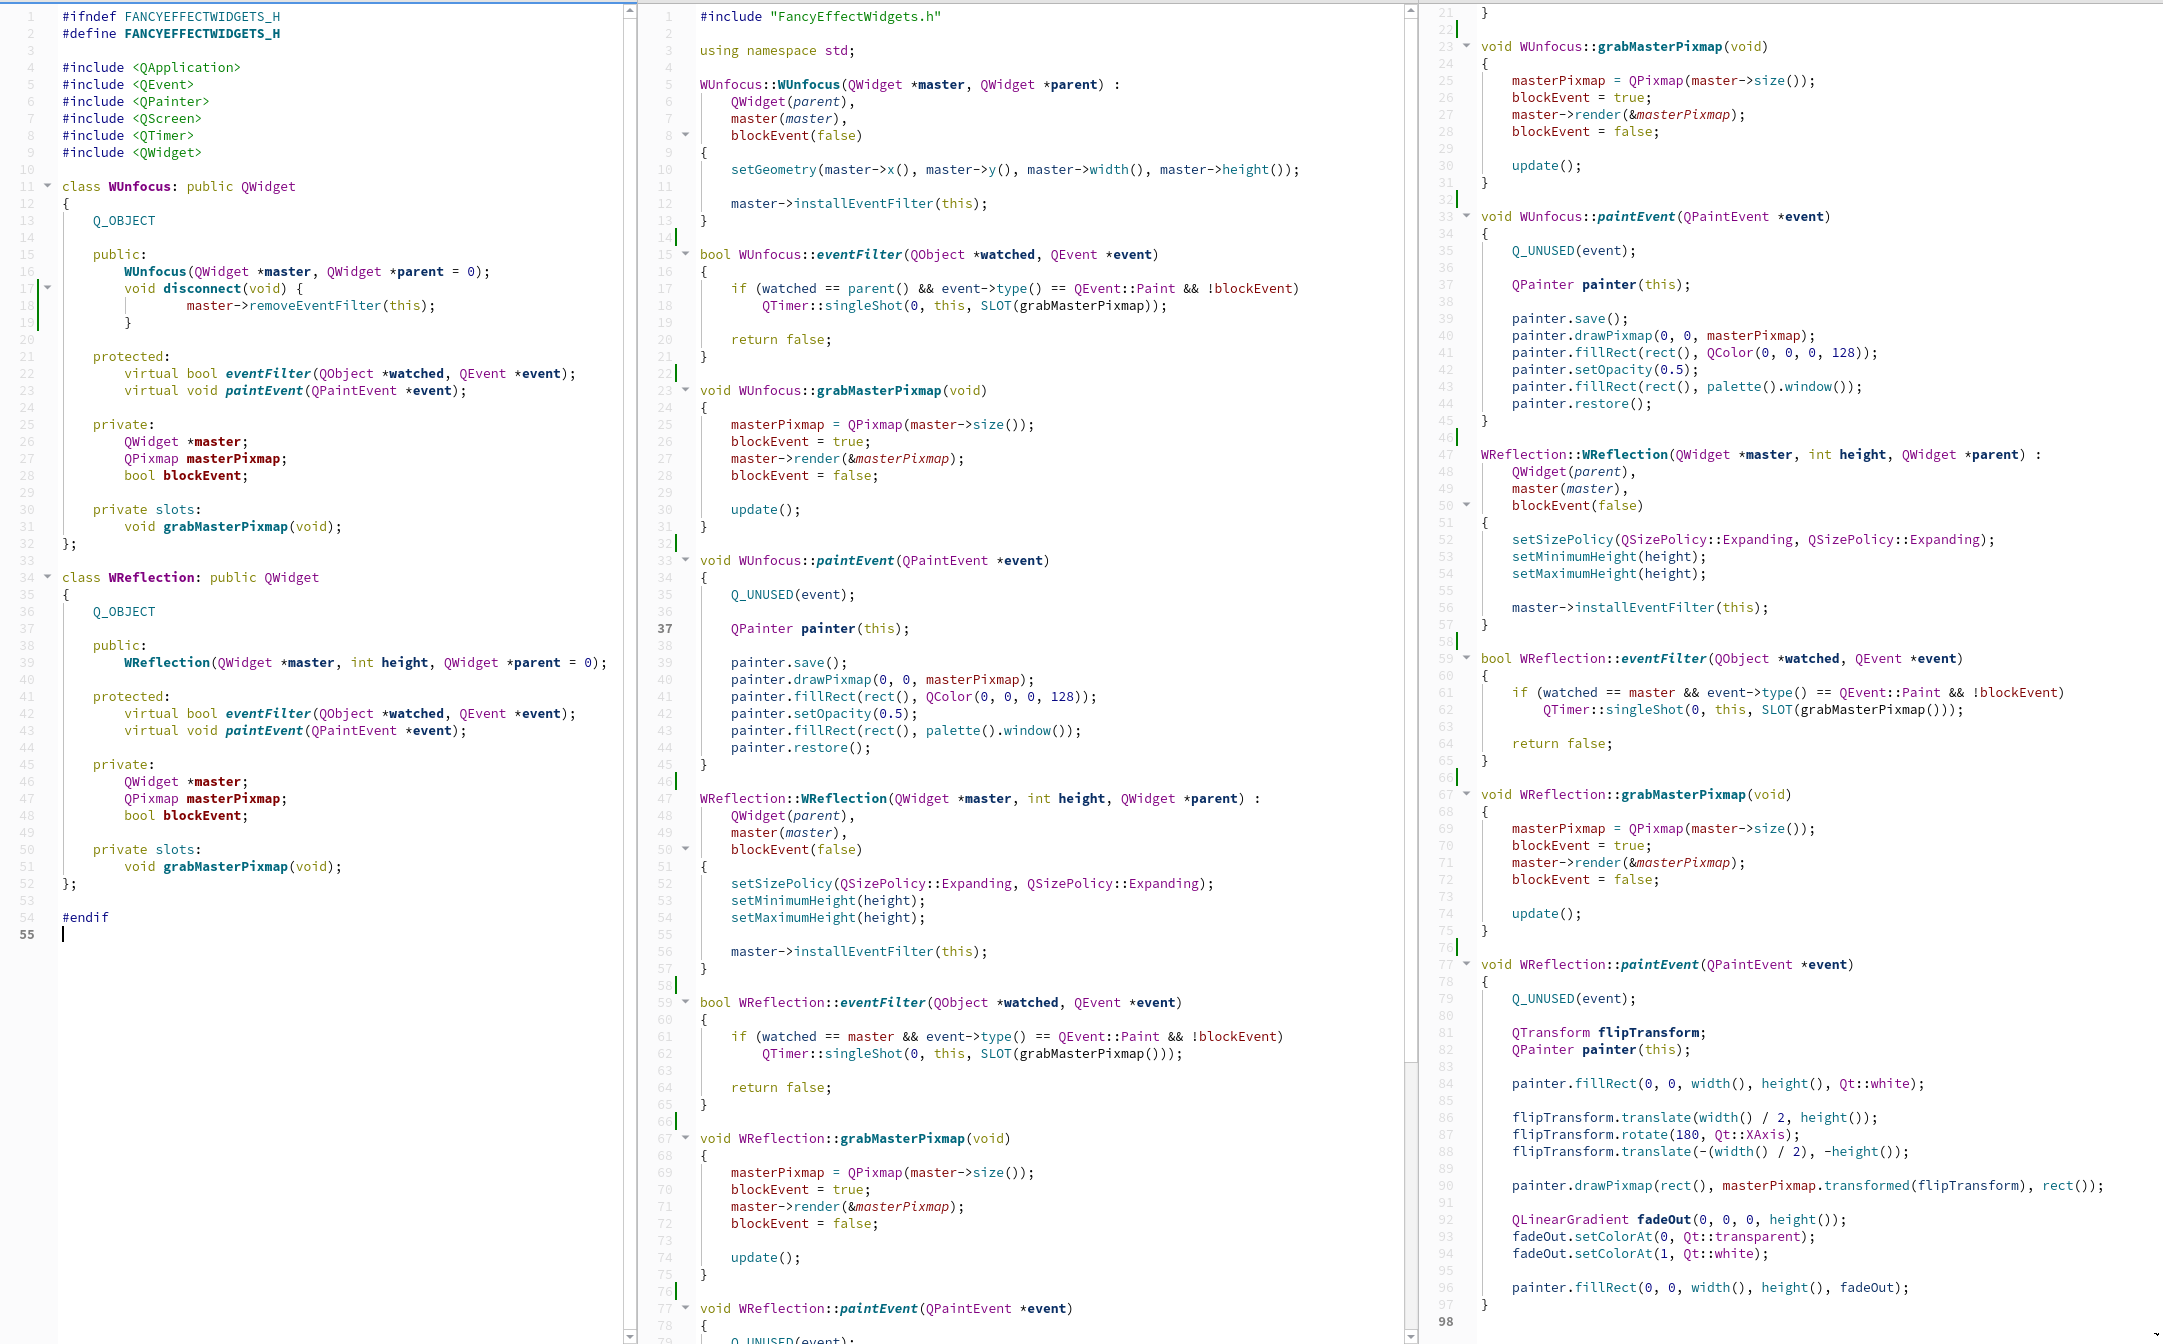 1 #ifndef FANCYEFFECTWIDGETS_H
2 #define FANCYEFFECTWIDGETS_H
3
4 #include <QApplication>
5 #include <QEvent>
6 #include <QPainter>
7 #include <QScreen>
8 #include <QTimer>
9 #include <QWidget>
10
11 class WUnfocus: public QWidget
12 {
13     Q_OBJECT
14
15     public:
16         WUnfocus(QWidget *master, QWidget *parent = 0);
17         void disconnect(void) {
18                 master->removeEventFilter(this);
19         }
20
21     protected:
22         virtual bool eventFilter(QObject *watched, QEvent *event);
23         virtual void paintEvent(QPaintEvent *event);
24
25     private:
26         QWidget *master;
27         QPixmap masterPixmap;
28         bool blockEvent;
29
30     private slots:
31         void grabMasterPixmap(void);
32 };
33
34 class WReflection: public QWidget
35 {
36     Q_OBJECT
37
38     public:
39         WReflection(QWidget *master, int height, QWidget *parent = 0);
40
41     protected:
42         virtual bool eventFilter(QObject *watched, QEvent *event);
43         virtual void paintEvent(QPaintEvent *event);
44
45     private:
46         QWidget *master;
47         QPixmap masterPixmap;
48         bool blockEvent;
49
50     private slots:
51         void grabMasterPixmap(void);
52 };
53
54 #endif
55
1 #include "FancyEffectWidgets.h"
2
3 using namespace std;
4
5 WUnfocus::WUnfocus(QWidget *master, QWidget *parent) :
6     QWidget(parent),
7     master(master),
8     blockEvent(false)
9 {
10     setGeometry(master->x(), master->y(), master->width(), master->height());
11
12     master->installEventFilter(this);
13 }
14
15 bool WUnfocus::eventFilter(QObject *watched, QEvent *event)
16 {
17     if (watched == parent() && event->type() == QEvent::Paint && !blockEvent)
18         QTimer::singleShot(0, this, SLOT(grabMasterPixmap));
19
20     return false;
21 }
22
23 void WUnfocus::grabMasterPixmap(void)
24 {
25     masterPixmap = QPixmap(master->size());
26     blockEvent = true;
27     master->render(&masterPixmap);
28     blockEvent = false;
29
30     update();
31 }
32
33 void WUnfocus::paintEvent(QPaintEvent *event)
34 {
35     Q_UNUSED(event);
36
37     QPainter painter(this);
38
39     painter.save();
40     painter.drawPixmap(0, 0, masterPixmap);
41     painter.fillRect(rect(), QColor(0, 0, 0, 128));
42     painter.setOpacity(0.5);
43     painter.fillRect(rect(), palette().window());
44     painter.restore();
45 }
46
47 WReflection::WReflection(QWidget *master, int height, QWidget *parent) :
48     QWidget(parent),
49     master(master),
50     blockEvent(false)
51 {
52     setSizePolicy(QSizePolicy::Expanding, QSizePolicy::Expanding);
53     setMinimumHeight(height);
54     setMaximumHeight(height);
55
56     master->installEventFilter(this);
57 }
58
59 bool WReflection::eventFilter(QObject *watched, QEvent *event)
60 {
61     if (watched == master && event->type() == QEvent::Paint && !blockEvent)
62         QTimer::singleShot(0, this, SLOT(grabMasterPixmap()));
63
64     return false;
65 }
66
67 void WReflection::grabMasterPixmap(void)
68 {
69     masterPixmap = QPixmap(master->size());
70     blockEvent = true;
71     master->render(&masterPixmap);
72     blockEvent = false;
73
74     update();
75 }
76
77 void WReflection::paintEvent(QPaintEvent *event)
78 {
79     Q_UNUSED(event);
21 }
22
23 void WUnfocus::grabMasterPixmap(void)
24 {
25     masterPixmap = QPixmap(master->size());
26     blockEvent = true;
27     master->render(&masterPixmap);
28     blockEvent = false;
29
30     update();
31 }
32
33 void WUnfocus::paintEvent(QPaintEvent *event)
34 {
35     Q_UNUSED(event);
36
37     QPainter painter(this);
38
39     painter.save();
40     painter.drawPixmap(0, 0, masterPixmap);
41     painter.fillRect(rect(), QColor(0, 0, 0, 128));
42     painter.setOpacity(0.5);
43     painter.fillRect(rect(), palette().window());
44     painter.restore();
45 }
46
47 WReflection::WReflection(QWidget *master, int height, QWidget *parent) :
48     QWidget(parent),
49     master(master),
50     blockEvent(false)
51 {
52     setSizePolicy(QSizePolicy::Expanding, QSizePolicy::Expanding);
53     setMinimumHeight(height);
54     setMaximumHeight(height);
55
56     master->installEventFilter(this);
57 }
58
59 bool WReflection::eventFilter(QObject *watched, QEvent *event)
60 {
61     if (watched == master && event->type() == QEvent::Paint && !blockEvent)
62         QTimer::singleShot(0, this, SLOT(grabMasterPixmap()));
63
64     return false;
65 }
66
67 void WReflection::grabMasterPixmap(void)
68 {
69     masterPixmap = QPixmap(master->size());
70     blockEvent = true;
71     master->render(&masterPixmap);
72     blockEvent = false;
73
74     update();
75 }
76
77 void WReflection::paintEvent(QPaintEvent *event)
78 {
79     Q_UNUSED(event);
80
81     QTransform flipTransform;
82     QPainter painter(this);
83
84     painter.fillRect(0, 0, width(), height(), Qt::white);
85
86     flipTransform.translate(width() / 2, height());
87     flipTransform.rotate(180, Qt::XAxis);
88     flipTransform.translate(-(width() / 2), -height());
89
90     painter.drawPixmap(rect(), masterPixmap.transformed(flipTransform), rect());
91
92     QLinearGradient fadeOut(0, 0, 0, height());
93     fadeOut.setColorAt(0, Qt::transparent);
94     fadeOut.setColorAt(1, Qt::white);
95
96     painter.fillRect(0, 0, width(), height(), fadeOut);
97 }
98